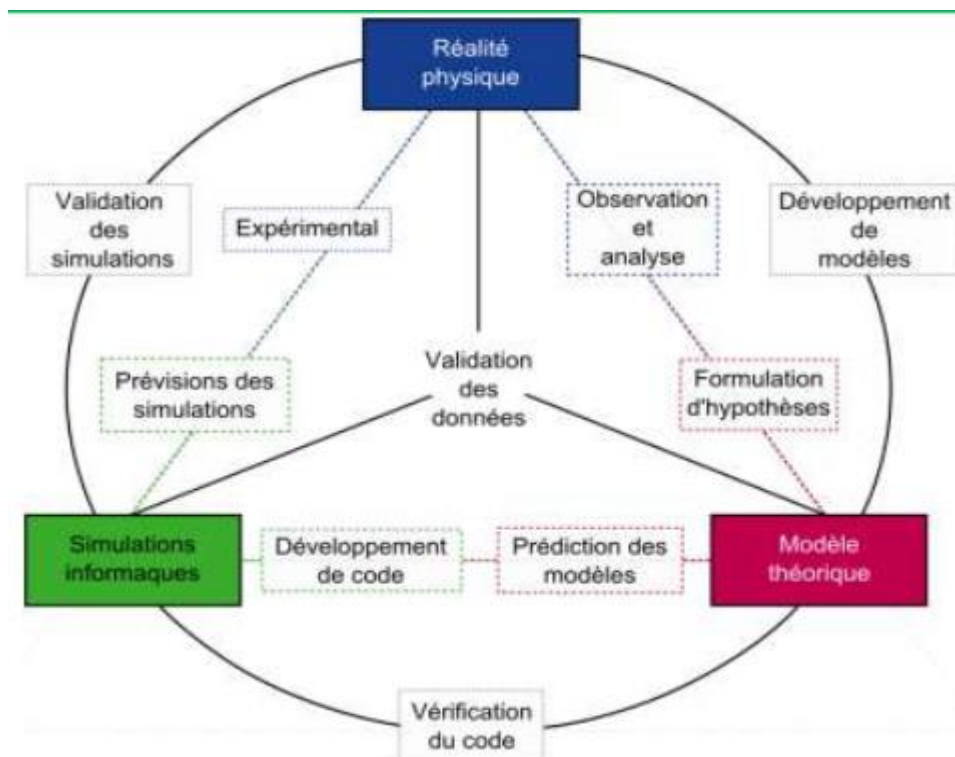 Réalité
physique
Validation
des
simulations
Expérimental
Observation
et
analyse
Développement
de
modèles
Prévisions des
simulations
Validation
des
données
Formulation
d'hypothèses
Simulations
informaques
Développement
de code
Prédiction des
modèles
Modèle
théorique
Vérification
du code